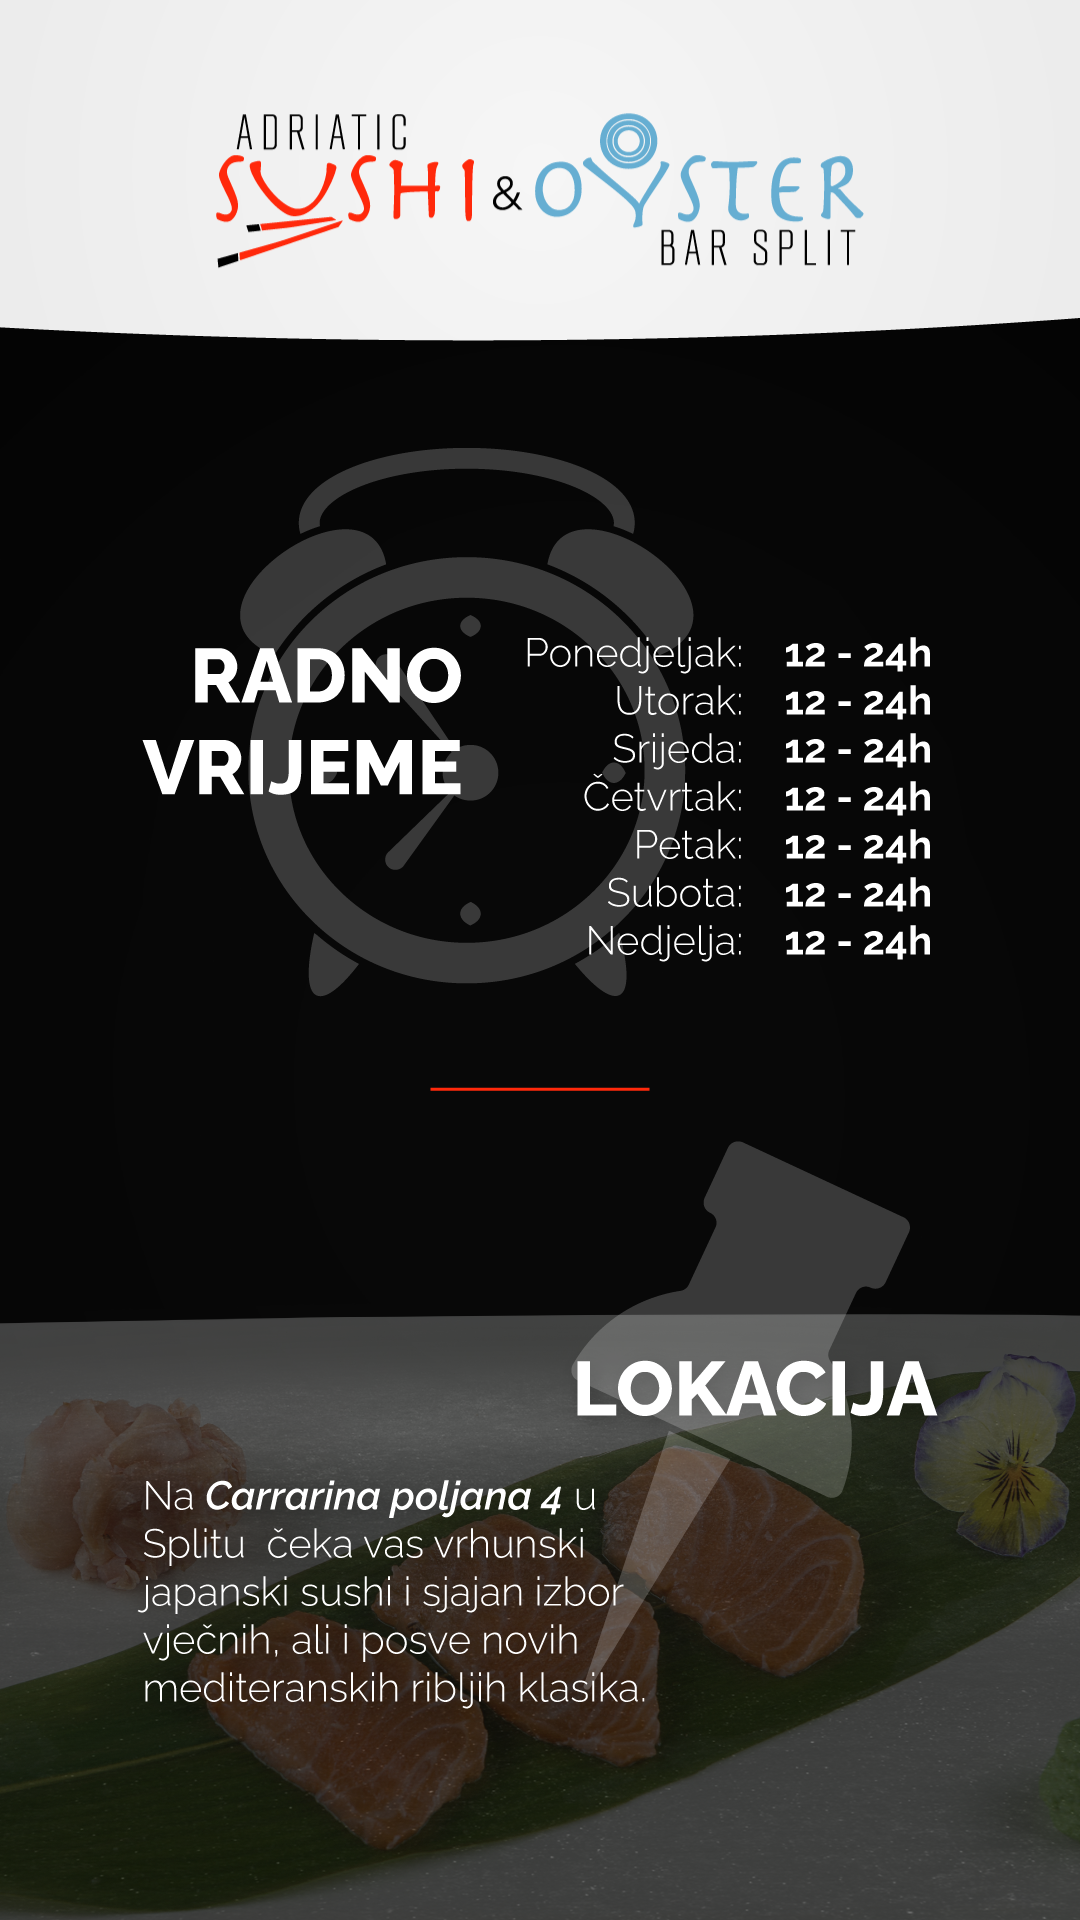 ADRIATIC
SUSHI & OYSTER
BAR SPLIT
RADNO
VRIJEME
Ponedjeljak: 12 - 24h
Utorak: 12 - 24h
Srijeda: 12 - 24h
Četvrtak: 12 - 24h
Petak: 12 - 24h
Subota: 12 - 24h
Nedjelja: 12 - 24h
LOKACIJA
Na Carrarina poljana 4 u
Splitu čeka vas vrhunski
japanski sushi i sjajan izbor
vječnih, ali i posve novih
mediteranskih ribljih klasika.